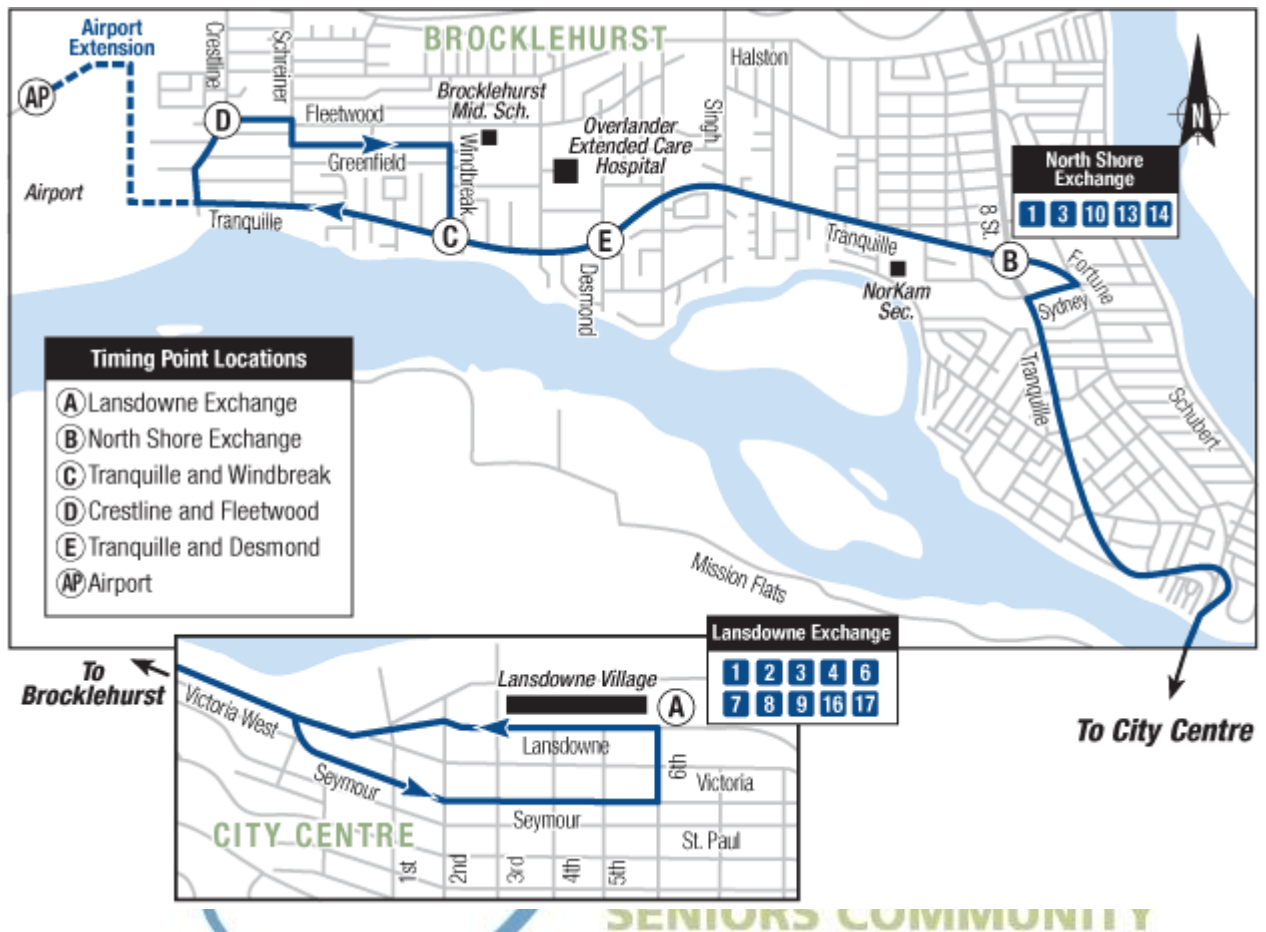 Airport
Extension
AP
Crestline
Schreiner
BROCKLEHURST
Halston
D
Fleetwood
Brocklehurst
Mid. Sch.
Windbreak
Overlander
Extended Care
Hospital
Singh
N
North Shore
Exchange
1 3 10 13 14
Greenfield
Airport
Tranquille
C
E
Desmond
Tranquille
NorKam
Sec.
8 St.
B
Fortune
Sydney
Tranquille
Schubert
Timing Point Locations
A Lansdowne Exchange
B North Shore Exchange
C Tranquille and Windbreak
D Crestline and Fleetwood
E Tranquille and Desmond
AP Airport
Mission Flats
To
Brocklehurst
Victoria West
Lansdowne Village
A
Lansdowne Exchange
1 2 3 4 6
7 8 9 16 17
To City Centre
Lansdowne
6th
Victoria
Seymour
Seymour
CITY CENTRE
St. Paul
1st
2nd
3rd
4th
5th
SENIORS COMMUNITY